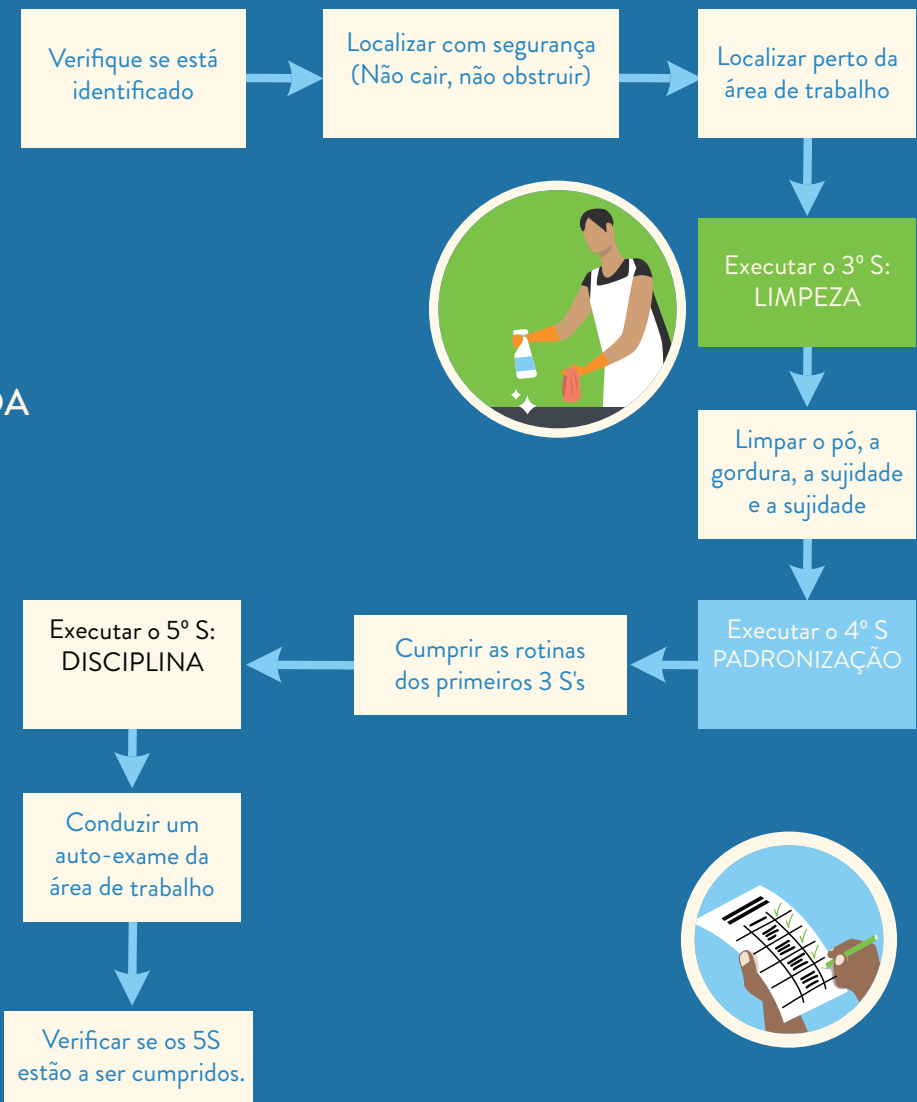 Verifique se está
identificado
Localizar com segurança
(Não cair, não obstruir)
Localizar perto da
área de trabalho
Executar o 3º S:
LIMPEZA
DA
Limpar o pó, a
gordura, a sujidade
e a sujidade
Executar o 4º S
PADRONIZAÇÃO
Cumprir as rotinas
dos primeiros 3 S's
Executar o 5º S:
DISCIPLINA
Conduzir um
auto-exame da
área de trabalho
Verificar se os 5S
estão a ser cumpridos.